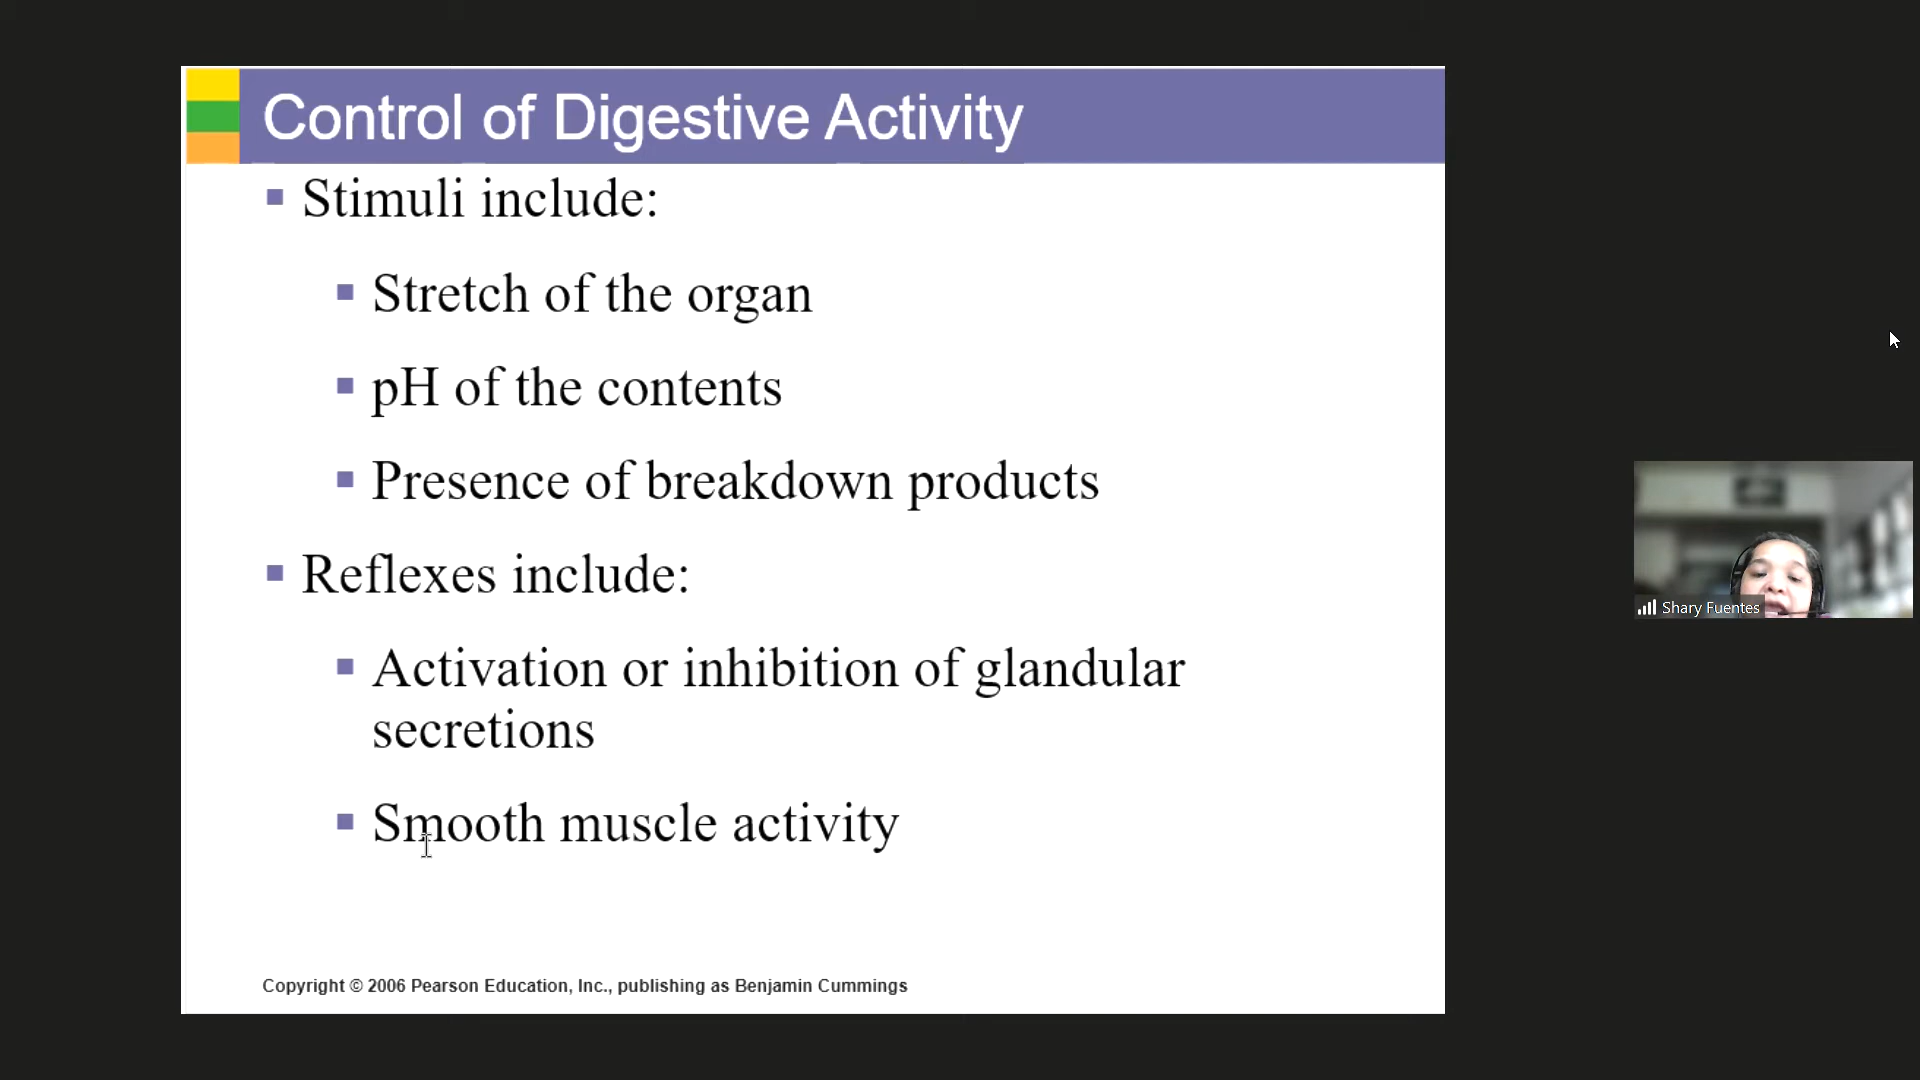 Control of Digestive Activity
Stimuli include:
Stretch of the organ
pH of the contents
Presence of breakdown products
Reflexes include:
Activation or inhibition of glandular
secretions
Smooth muscle activity
Copyright © 2006 Pearson Education, Inc., publishing as Benjamin Cummings
Shary Fuentes